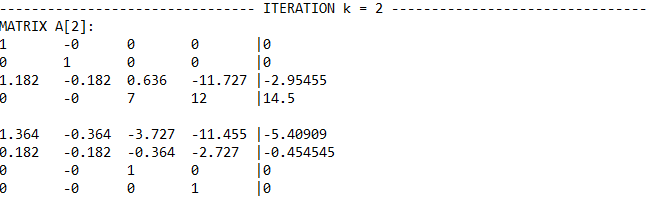 -------------------------------- ITERATION k = 2 --------------------------------
MATRIX A[2]:
1 -0 0 0 |0
0 1 0 0 |0
1.182 -0.182 0.636 -11.727 |-2.95455
0 -0 7 12 |14.5
1.364 -0.364 -3.727 -11.455 |-5.40909
0.182 -0.182 -0.364 -2.727 |-0.454545
0 -0 1 0 |0
0 -0 0 1 |0